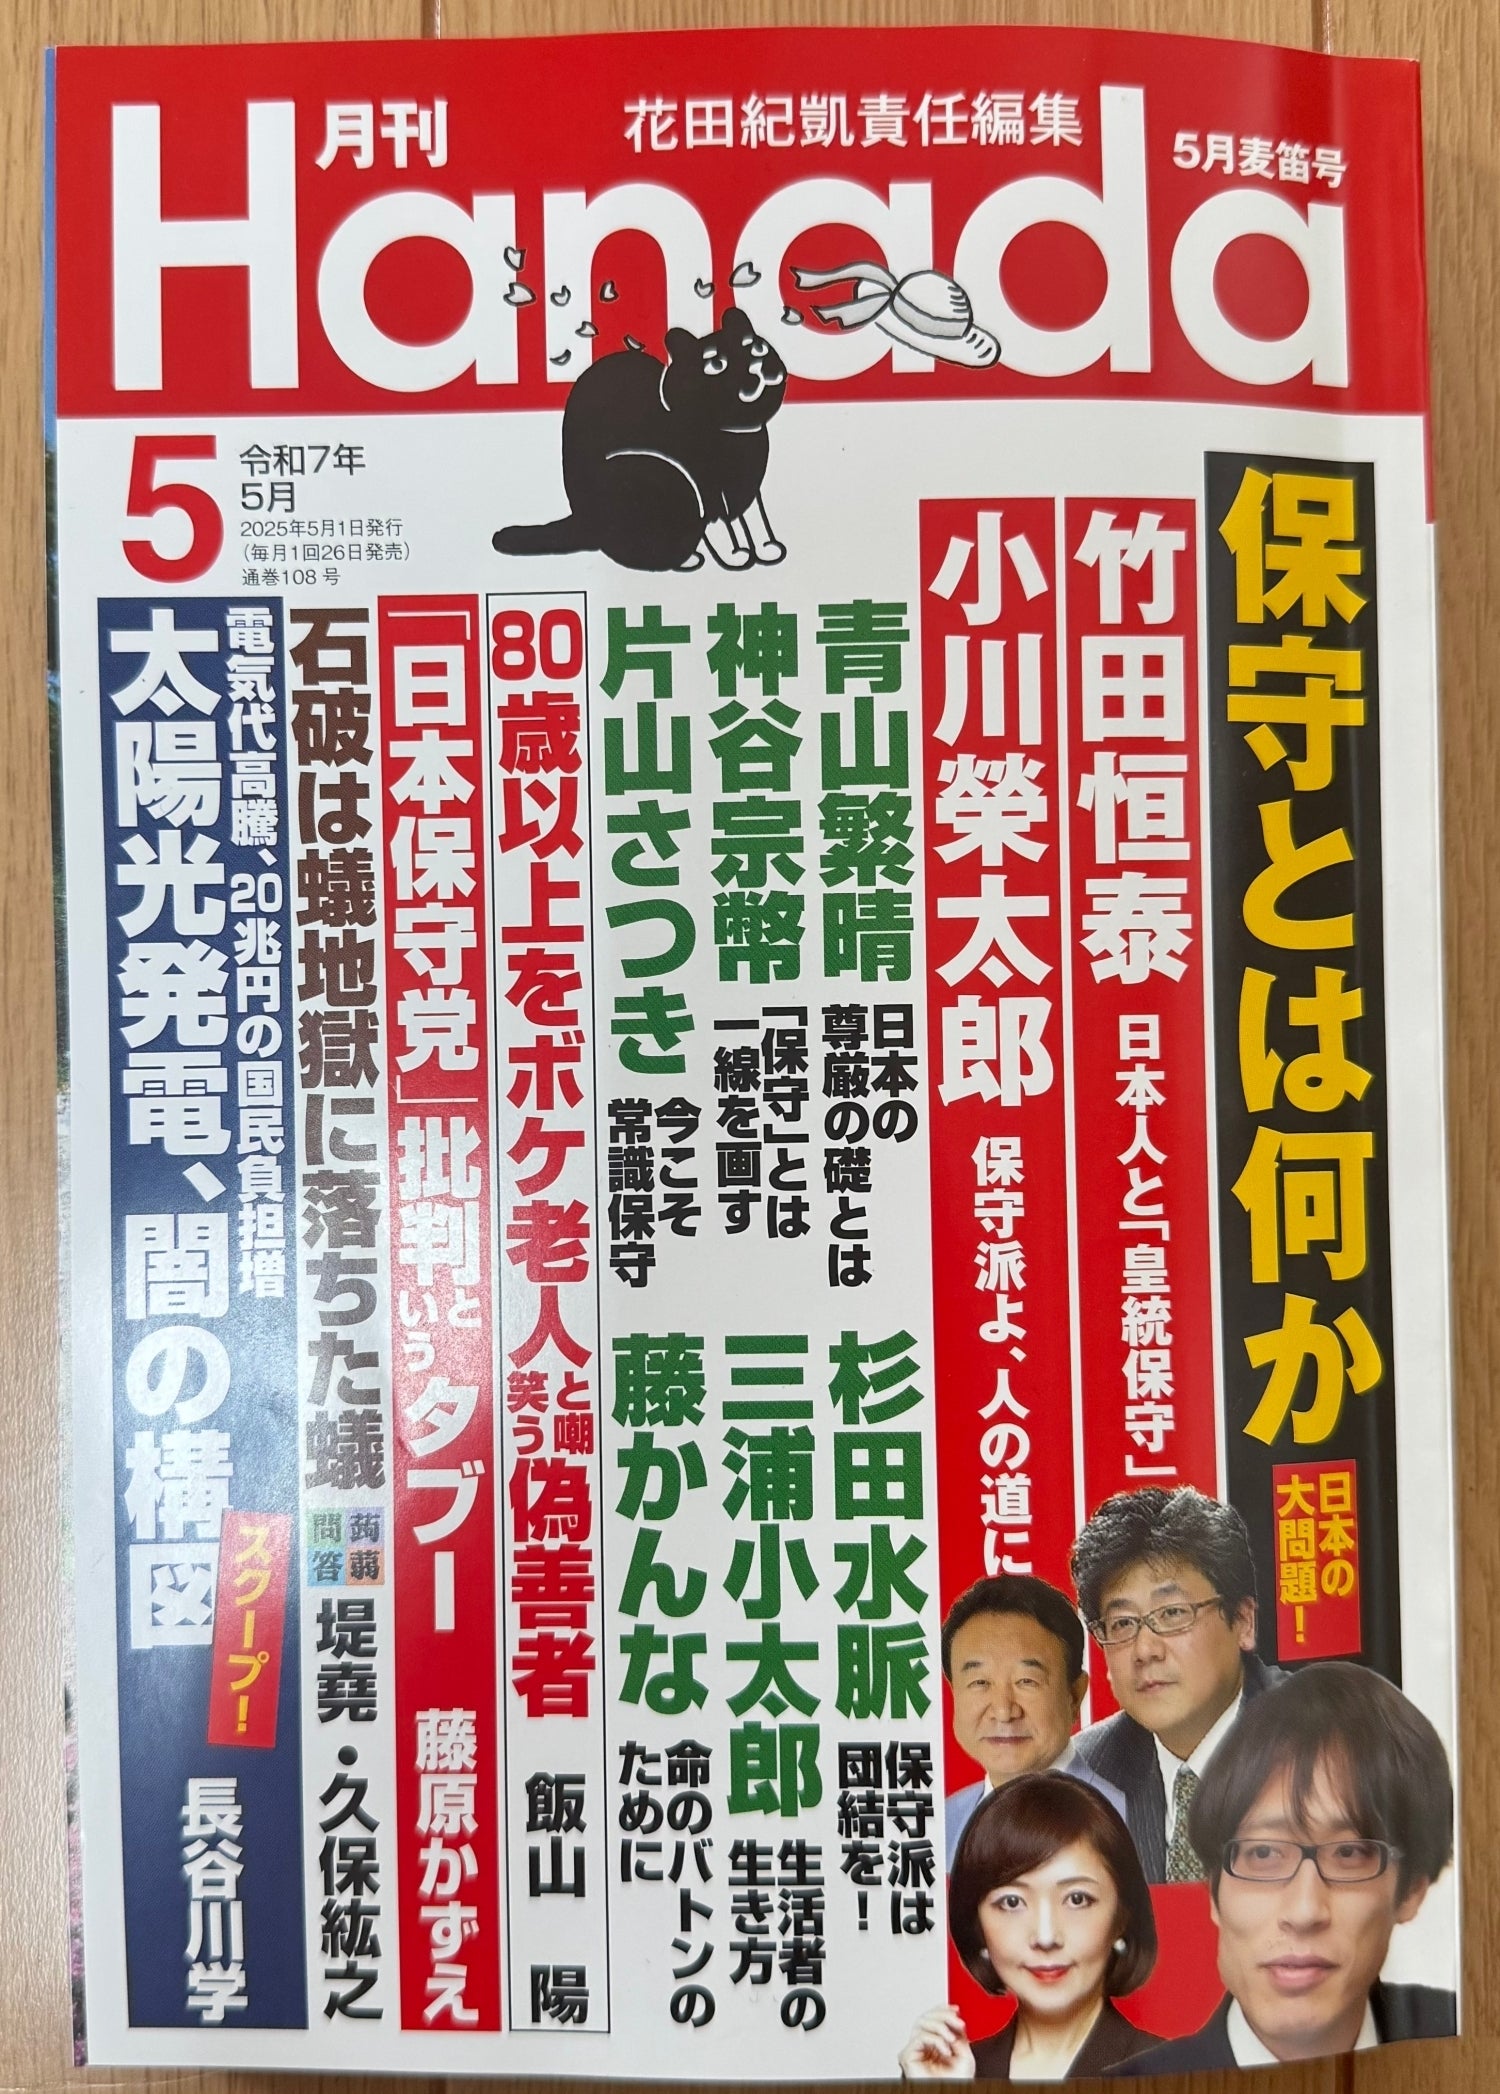 月刊
花田紀凱責任編集
5月麦笛号
Hanada
5
令和7年
5月
2025年5月1日発行
（毎月1回26日発売）
通巻108号
保守とは何か
日本の
大問題！
竹田恒泰 日本人と「皇統保守」
小川榮太郎 保守派よ、人の道に
青山繁晴 日本の
尊厳の礎とは
杉田水脈 保守派は
団結を！
神谷宗幣 「保守」とは
一線を画す
三浦小太郎 生活者の
生き方
片山さつき 今こそ
常識保守
藤かんな 命のバトンの
ために
80歳以上をボケ老人と嘲笑う偽善者 飯山 陽
「日本保守党」批判というタブー 藤原かずえ
石破は蟻地獄に落ちた蟻 蒟蒻問答 堤堯・久保紘之
電気代高騰、20兆円の国民負担増
太陽光発電、闇の構図
スクープ！
長谷川学